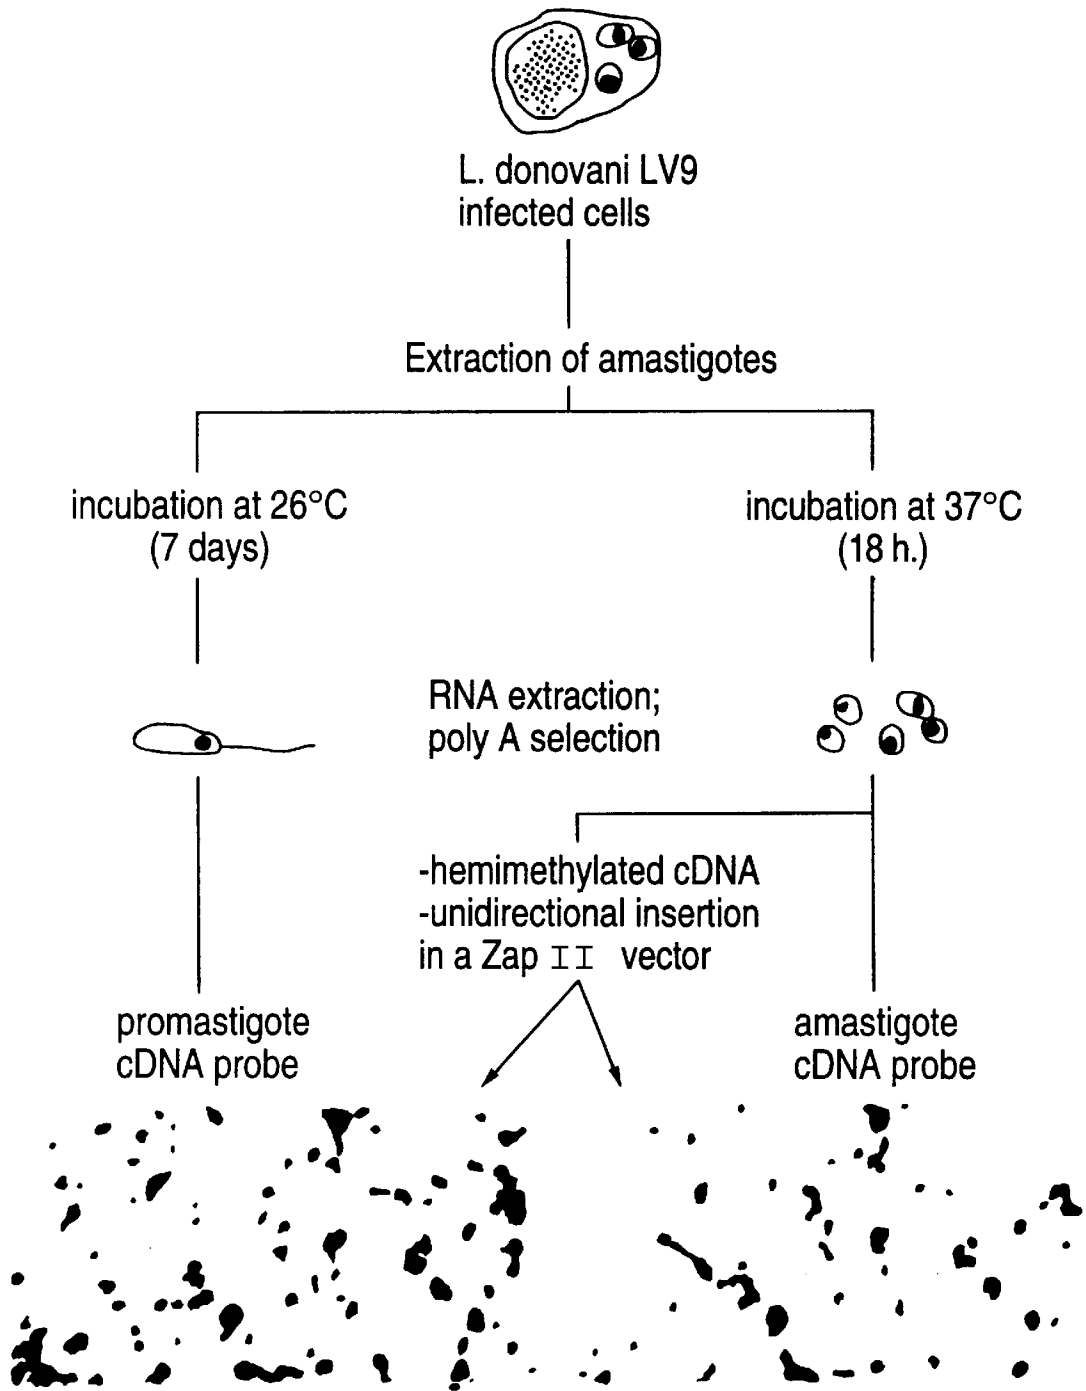 L. donovani LV9
infected cells
Extraction of amastigotes
incubation at 26°C
(7 days)
incubation at 37°C
(18 h.)
RNA extraction;
poly A selection
-hemimethylated cDNA
-unidirectional insertion
in a Zap II vector
promastigote
cDNA probe
amastigote
cDNA probe